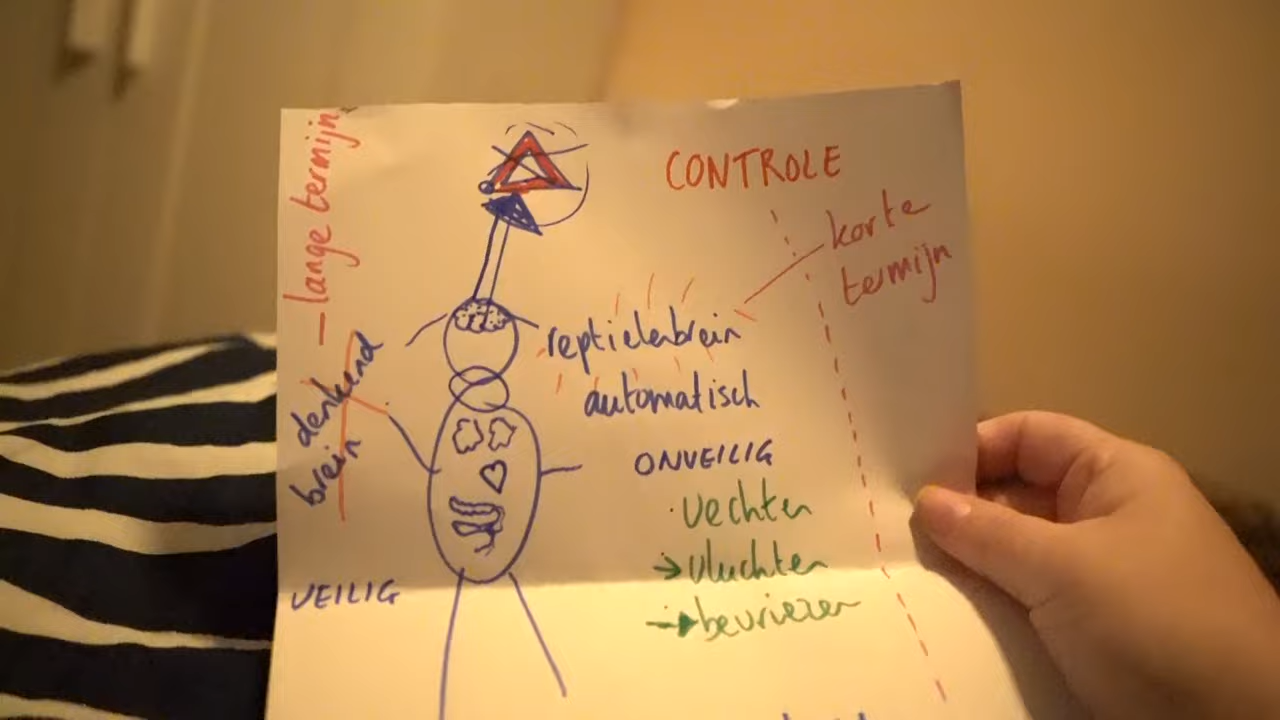 lange termijn
CONTROLE
korte
termijn
reptielenbrein
automatisch
denkend
brein
ONVEILIG
vechten
vluchten
bevriezen
VEILIG